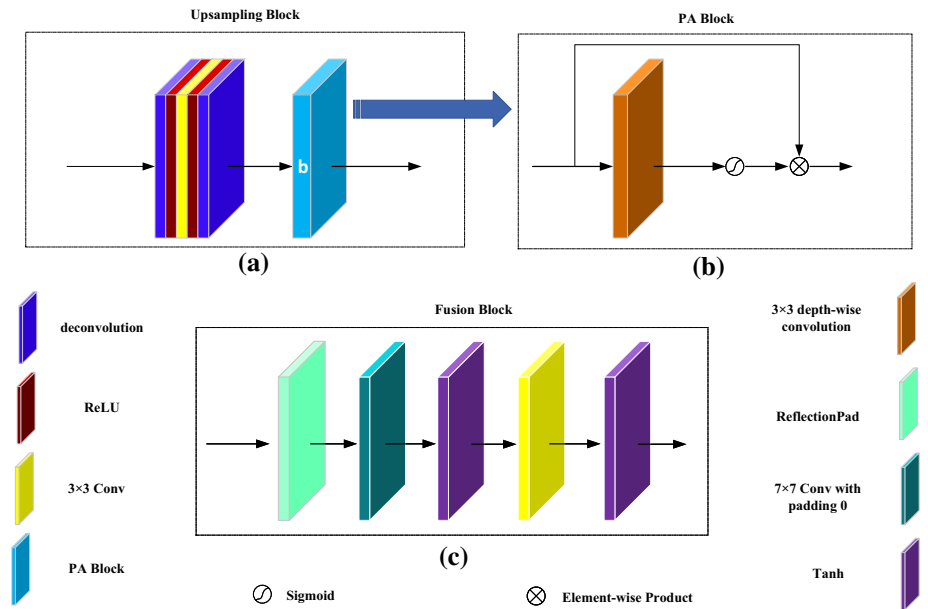 Upsampling Block
PA Block
b
(a)
(b)
deconvolution
Fusion Block
3×3 depth-wise
convolution
ReLU
ReflectionPad
3×3 Conv
7×7 Conv with
padding 0
(c)
PA Block
Tanh
Sigmoid
Element-wise Product